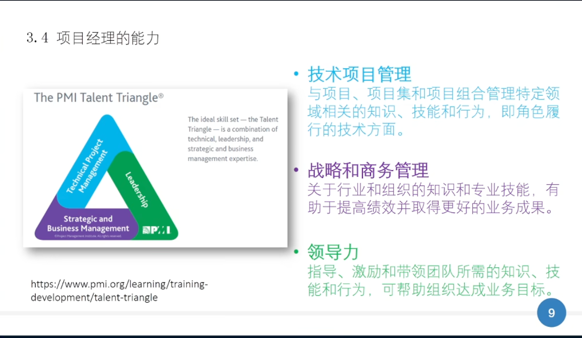 3.4 项目经理的能力
The PMI Talent Triangle®
The ideal skill set — the Talent
Triangle — is a combination of
technical, leadership, and
strategic and business
management expertise.
Technical Project
Management
Leadership
Strategic and
Business Management
PMI
https://www.pmi.org/learning/training-
development/talent-triangle
• 技术项目管理
与项目、项目集和项目组合管理特定领
域相关的知识、技能和行为，即角色履
行的技术方面。
• 战略和商务管理
关于行业和组织的知识和专业技能，有
助于提高绩效并取得更好的业务成果。
• 领导力
指导、激励和带领团队所需的知识、技
能和行为，可帮助组织达成业务目标。
9